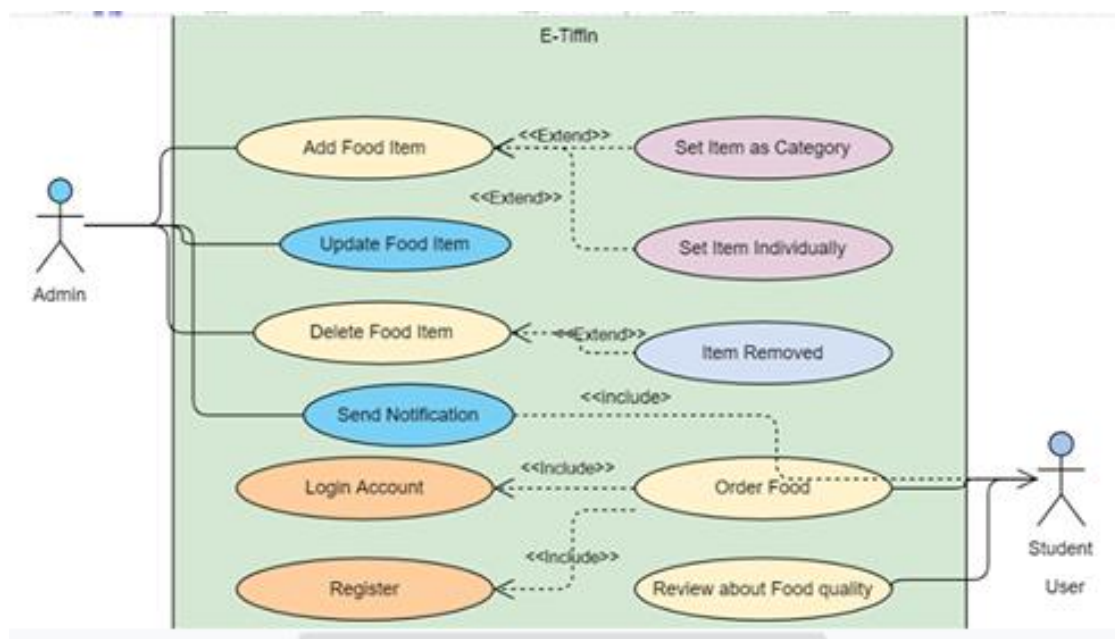 E-Tiffin
Add Food Item
<<Extend>>
Set Item as Category
<<Extend>>
Update Food Item
Set Item Individually
Admin
Delete Food Item
<<Extend>>
Item Removed
<<Include>
Send Notification
Login Account
<<Include>>
Order Food
Student
<<Include>>
Register
Review about Food quality
User